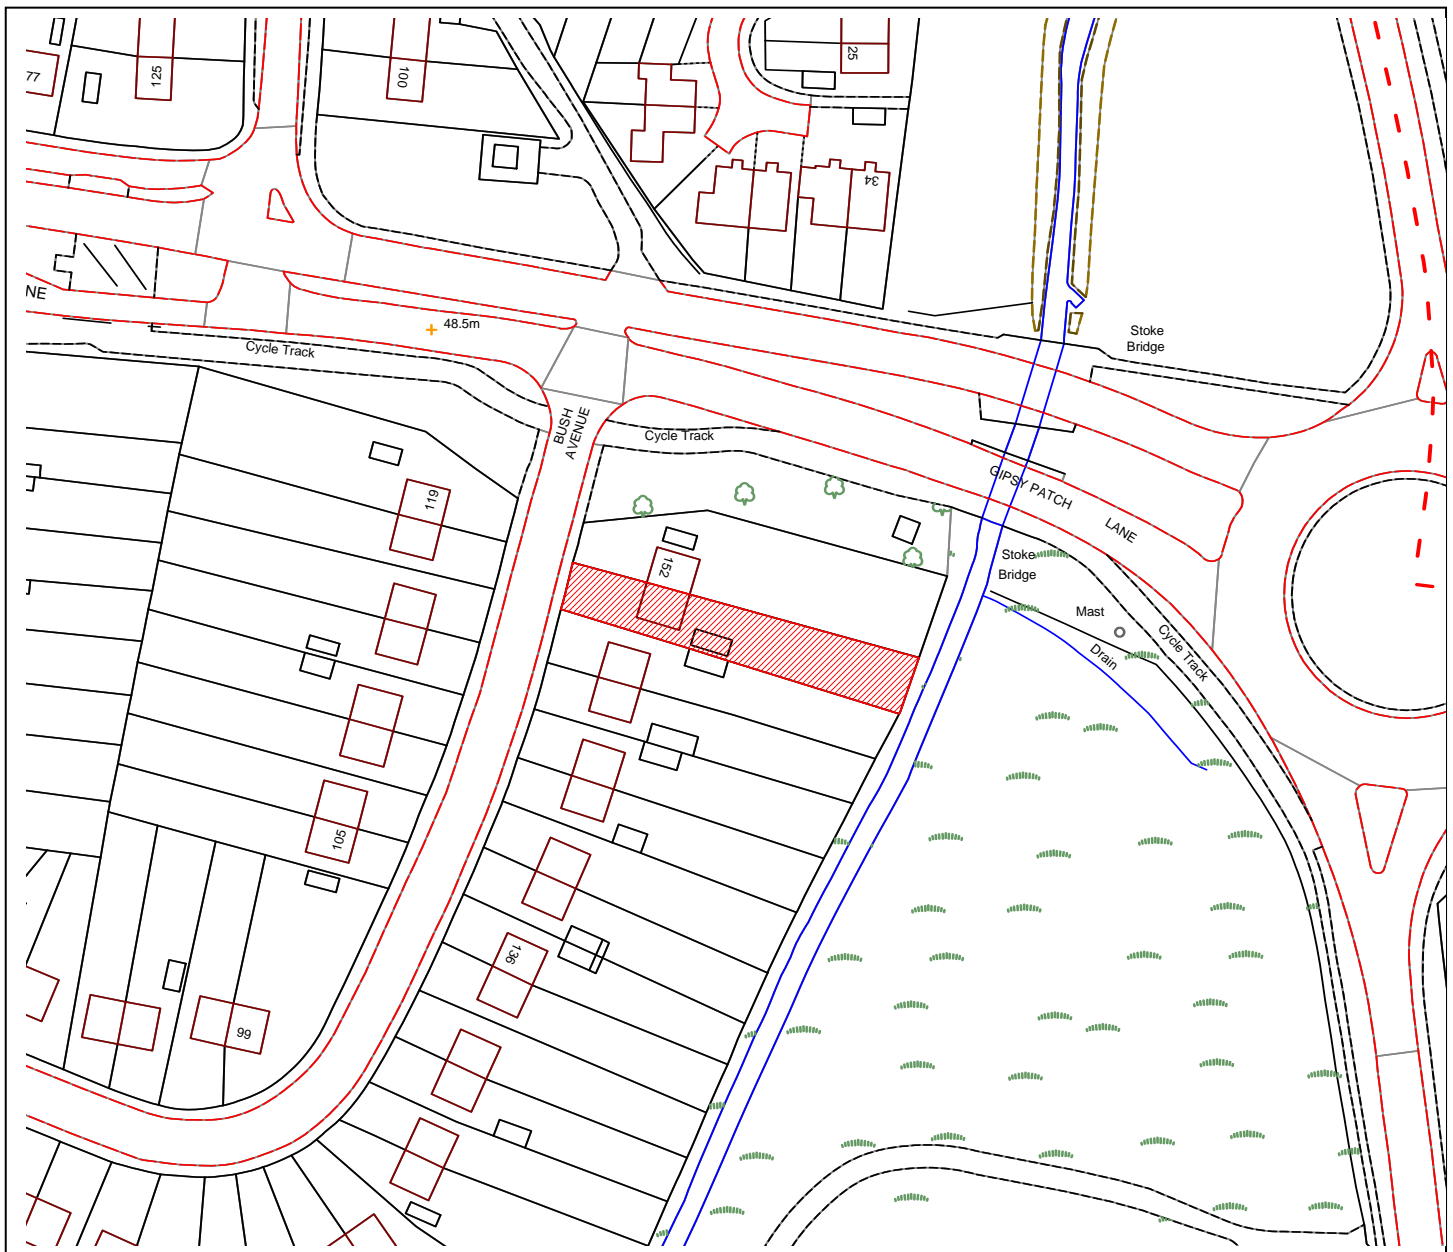 77
125
100
25
34
NE
48.5m
Cycle Track
Stoke
Bridge
BUSH
AVENUE
Cycle Track
GIPSY PATCH
LANE
119
152
Stoke
Bridge
Mast
Drain
Cycle Track
105
136
99